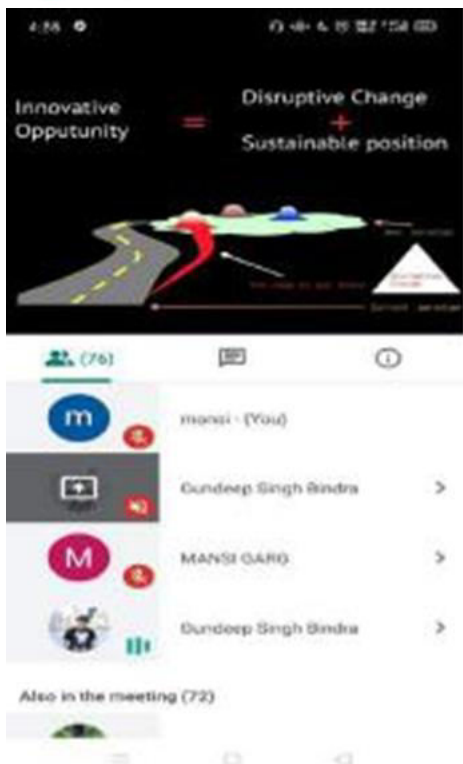 4:58
Innovative
Opputunity
=
Disruptive Change
+
Sustainable position
(76)
m
mansi - (You)
Gundeep Singh Bindra
M
MANSI GARG
Gundeep Singh Bindra
Also in the meeting (72)